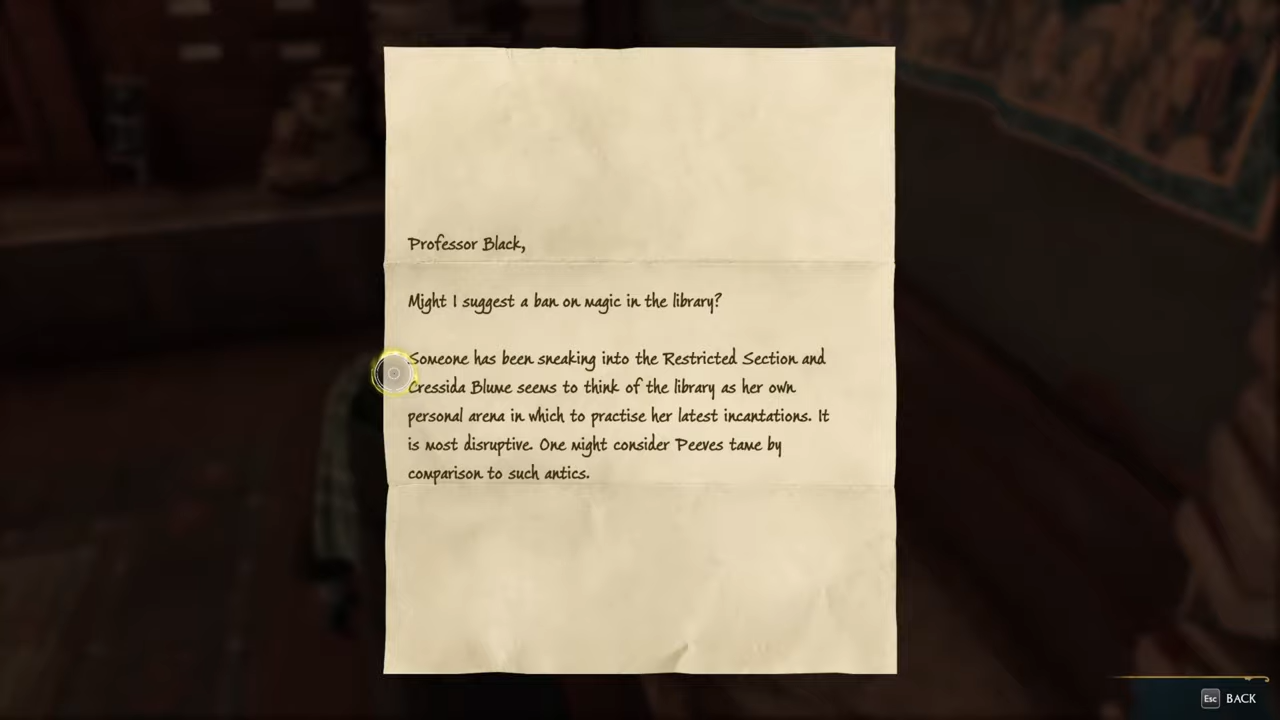 Professor Black,
Might I suggest a ban on magic in the library?
Someone has been sneaking into the Restricted Section and
Cressida Blume seems to think of the library as her own
personal arena in which to practise her latest incantations. It
is most disruptive. One might consider Peeves tame by
comparison to such antics.
Esc BACK